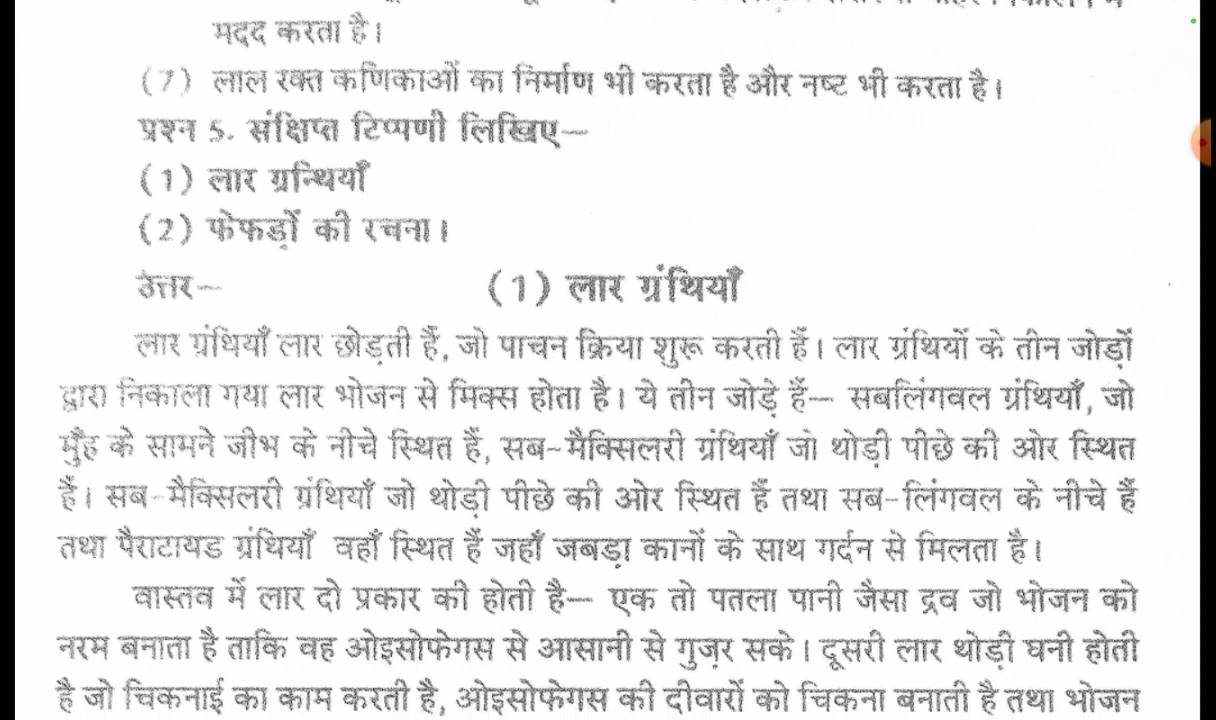 मदद करता है।
(7) लाल रक्त कणिकाओं का निर्माण भी करता है और नष्ट भी करता है।
प्रश्न 5. संक्षिप्त टिप्पणी लिखिए—
(1) लार ग्रन्थियाँ
(2) फेफड़ों की रचना।
उत्तर—
(1) लार ग्रंथियाँ
लार ग्रंथियाँ लार छोड़ती हैं, जो पाचन क्रिया शुरू करती हैं। लार ग्रंथियों के तीन जोड़ों
द्वारा निकाला गया लार भोजन से मिक्स होता है। ये तीन जोड़े हैं— सबलिंगवल ग्रंथियाँ, जो
मुँह के सामने जीभ के नीचे स्थित हैं, सब-मैक्सिलरी ग्रंथियाँ जो थोड़ी पीछे की ओर स्थित
हैं। सब-मैक्सिलरी ग्रंथियाँ जो थोड़ी पीछे की ओर स्थित हैं तथा सब-लिंगवल के नीचे हैं
तथा पैराटायड ग्रंथियाँ वहाँ स्थित हैं जहाँ जबड़ा कानों के साथ गर्दन से मिलता है।
वास्तव में लार दो प्रकार की होती है— एक तो पतला पानी जैसा द्रव जो भोजन को
नरम बनाता है ताकि वह ओइसोफेगस से आसानी से गुज़र सके। दूसरी लार थोड़ी घनी होती
है जो चिकनाई का काम करती है, ओइसोफेगस की दीवारों को चिकना बनाती है तथा भोजन